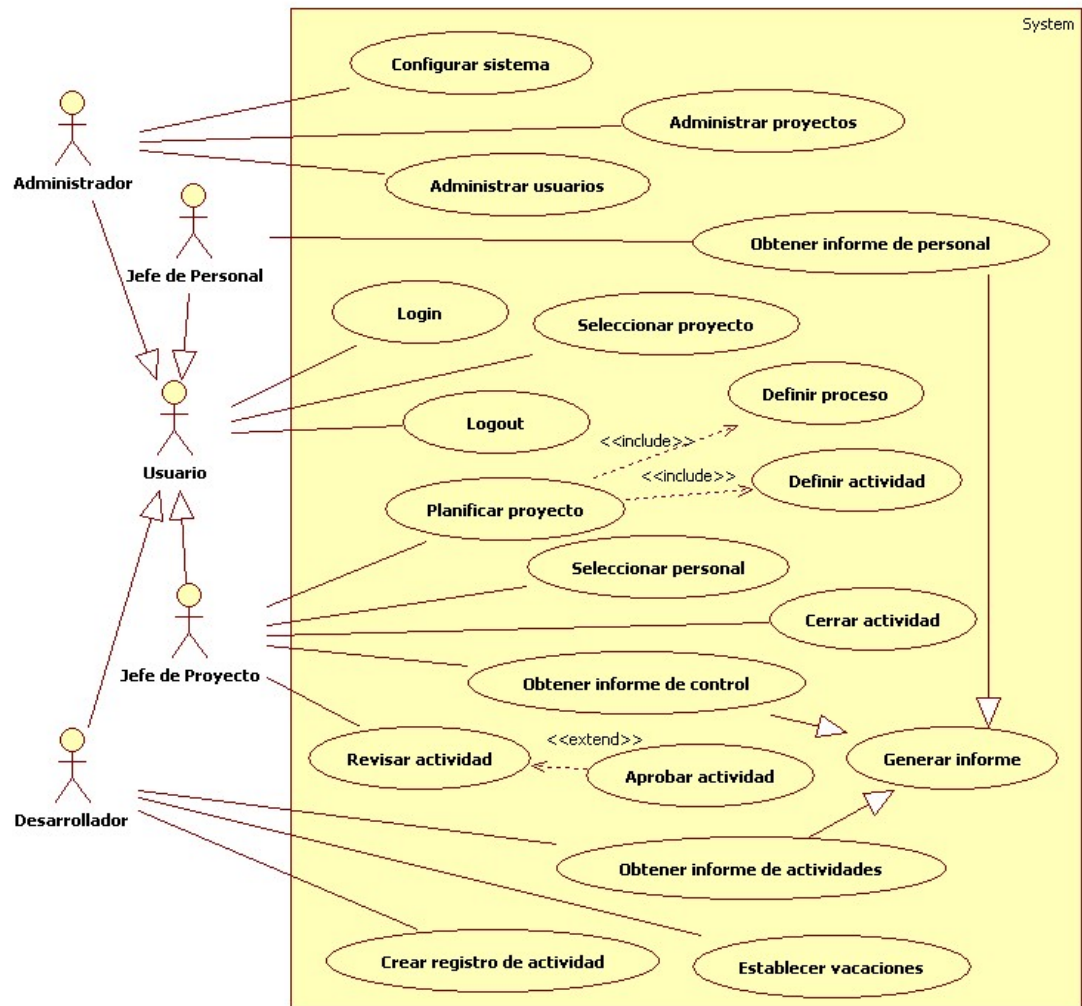 System
Configurar sistema
Administrar proyectos
Administrador
Administrar usuarios
Jefe de Personal
Obtener informe de personal
Login
Seleccionar proyecto
Definir proceso
Logout
<<include>>
Usuario
<<include>>
Definir actividad
Planificar proyecto
Seleccionar personal
Cerrar actividad
Jefe de Proyecto
Obtener informe de control
<<extend>>
Revisar actividad
Aprobar actividad
Generar informe
Desarrollador
Obtener informe de actividades
Crear registro de actividad
Establecer vacaciones